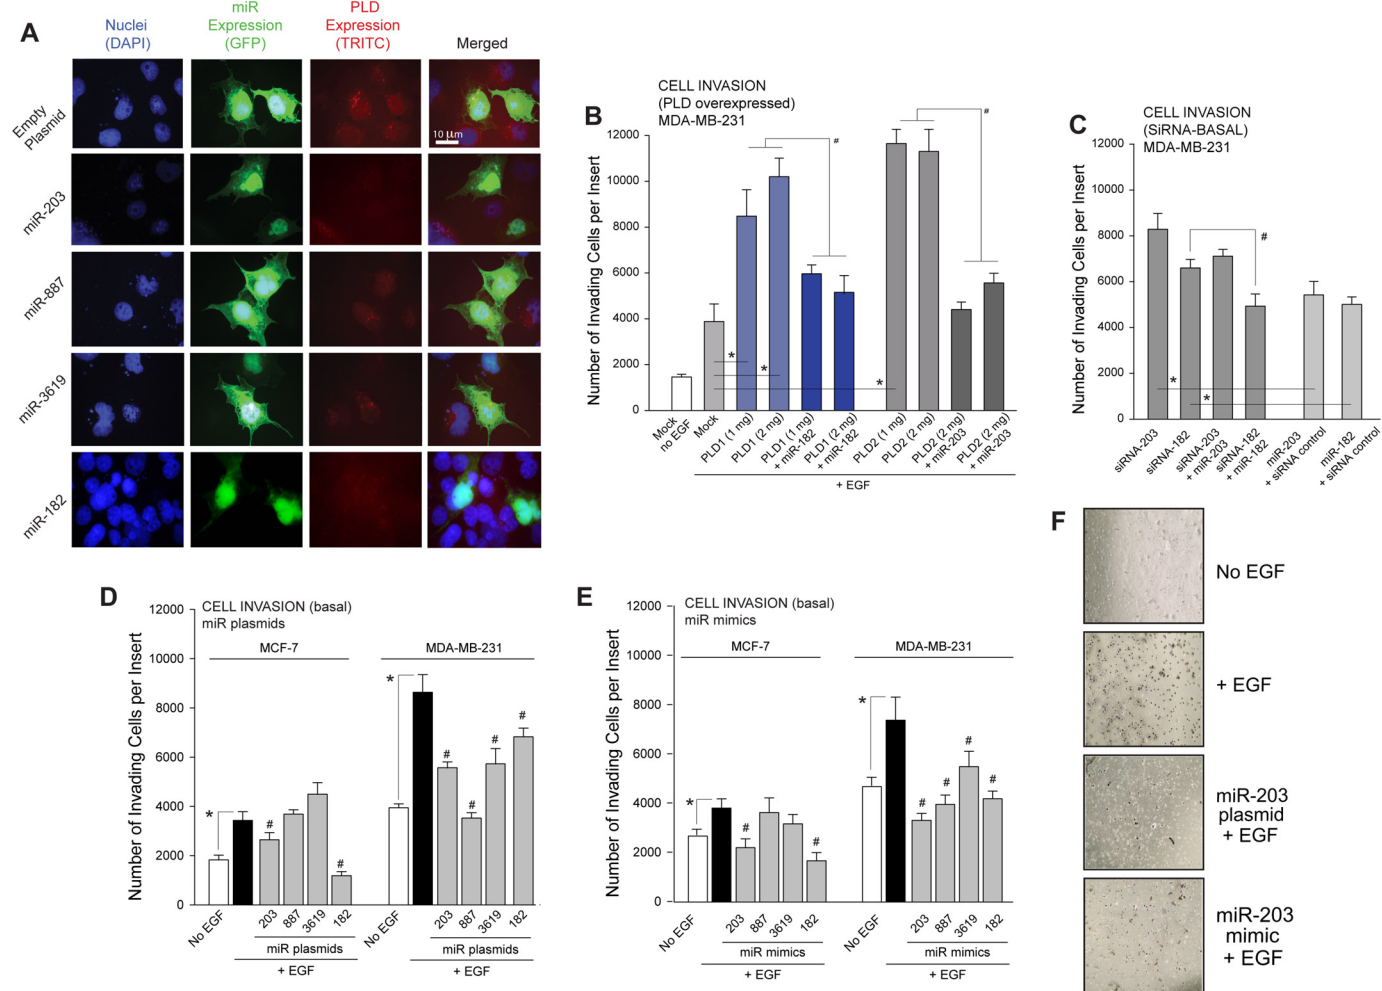 A
Nuclei
(DAPI)
miR
Expression
(GFP)
PLD
Expression
(TRITC)
Merged
Empty
Plasmid
10 µm
miR-203
miR-887
miR-3619
miR-182
B
CELL INVASION
(PLD overexpressed)
MDA-MB-231
Number of Invading Cells per Insert
12000
10000
8000
6000
4000
2000
0
*
*
*
#
#
Mock
no EGF
Mock
PLD1 (1 mg)
PLD1 (2 mg)
PLD1 (1 mg)
+ miR-182
PLD1 (2 mg)
+ miR-182
PLD2 (1 mg)
PLD2 (2 mg)
PLD2 (2 mg)
+ miR-203
PLD2 (2 mg)
+ miR-203
+ EGF
C
CELL INVASION
(SiRNA-BASAL)
MDA-MB-231
Number of Invading Cells per Insert
12000
10000
8000
6000
4000
2000
0
#
*
*
siRNA-203
siRNA-182
siRNA-203
+ miR-203
siRNA-182
+ miR-182
miR-203
+ siRNA control
miR-182
+ siRNA control
D
CELL INVASION (basal)
miR plasmids
Number of Invading Cells per Insert
12000
10000
8000
6000
4000
2000
0
MCF-7
MDA-MB-231
*
#
#
*
#
#
#
#
No EGF
203
887
3619
182
miR plasmids
+ EGF
No EGF
203
887
3619
182
miR plasmids
+ EGF
E
CELL INVASION (basal)
miR mimics
Number of Invading Cells per Insert
12000
10000
8000
6000
4000
2000
0
MCF-7
MDA-MB-231
*
#
#
*
#
#
#
#
No EGF
203
887
3619
182
miR mimics
+ EGF
No EGF
203
887
3619
182
miR mimics
+ EGF
F
No EGF
+ EGF
miR-203
plasmid
+ EGF
miR-203
mimic
+ EGF